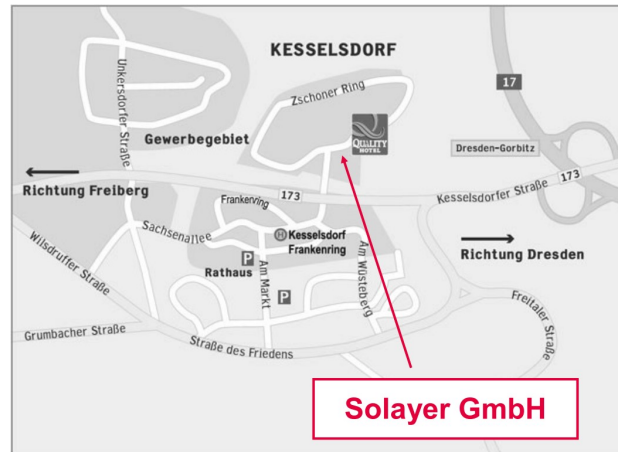 KESSELSDORF
17
Unkersdorfer Straße
Zschoner Ring
Gewerbegebiet
QUALITY
HOTEL
Dresden-Gorbitz
Richtung Freiberg
173
173
Kesselsdorfer Straße
Frankenring
Sachsenallee
H Kesselsdorf
Frankenring
Wilsdruffer Straße
P
Rathaus
Am Markt
P
Am Wüsteberg
Richtung Dresden
Freitaler Straße
Grumbacher Straße
Straße des Friedens
Solayer GmbH